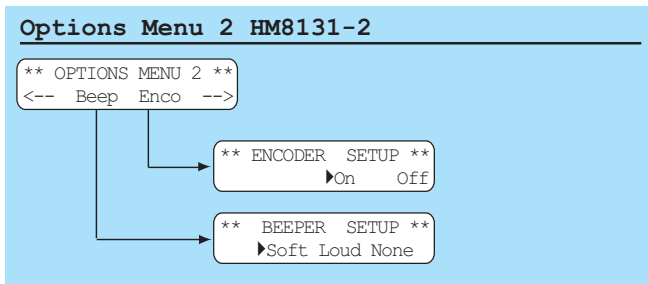 Options Menu 2 HM8131-2
** OPTIONS MENU 2 **
<-- Beep Enco -->
** ENCODER SETUP **
▶On Off
** BEEPER SETUP **
▶Soft Loud None